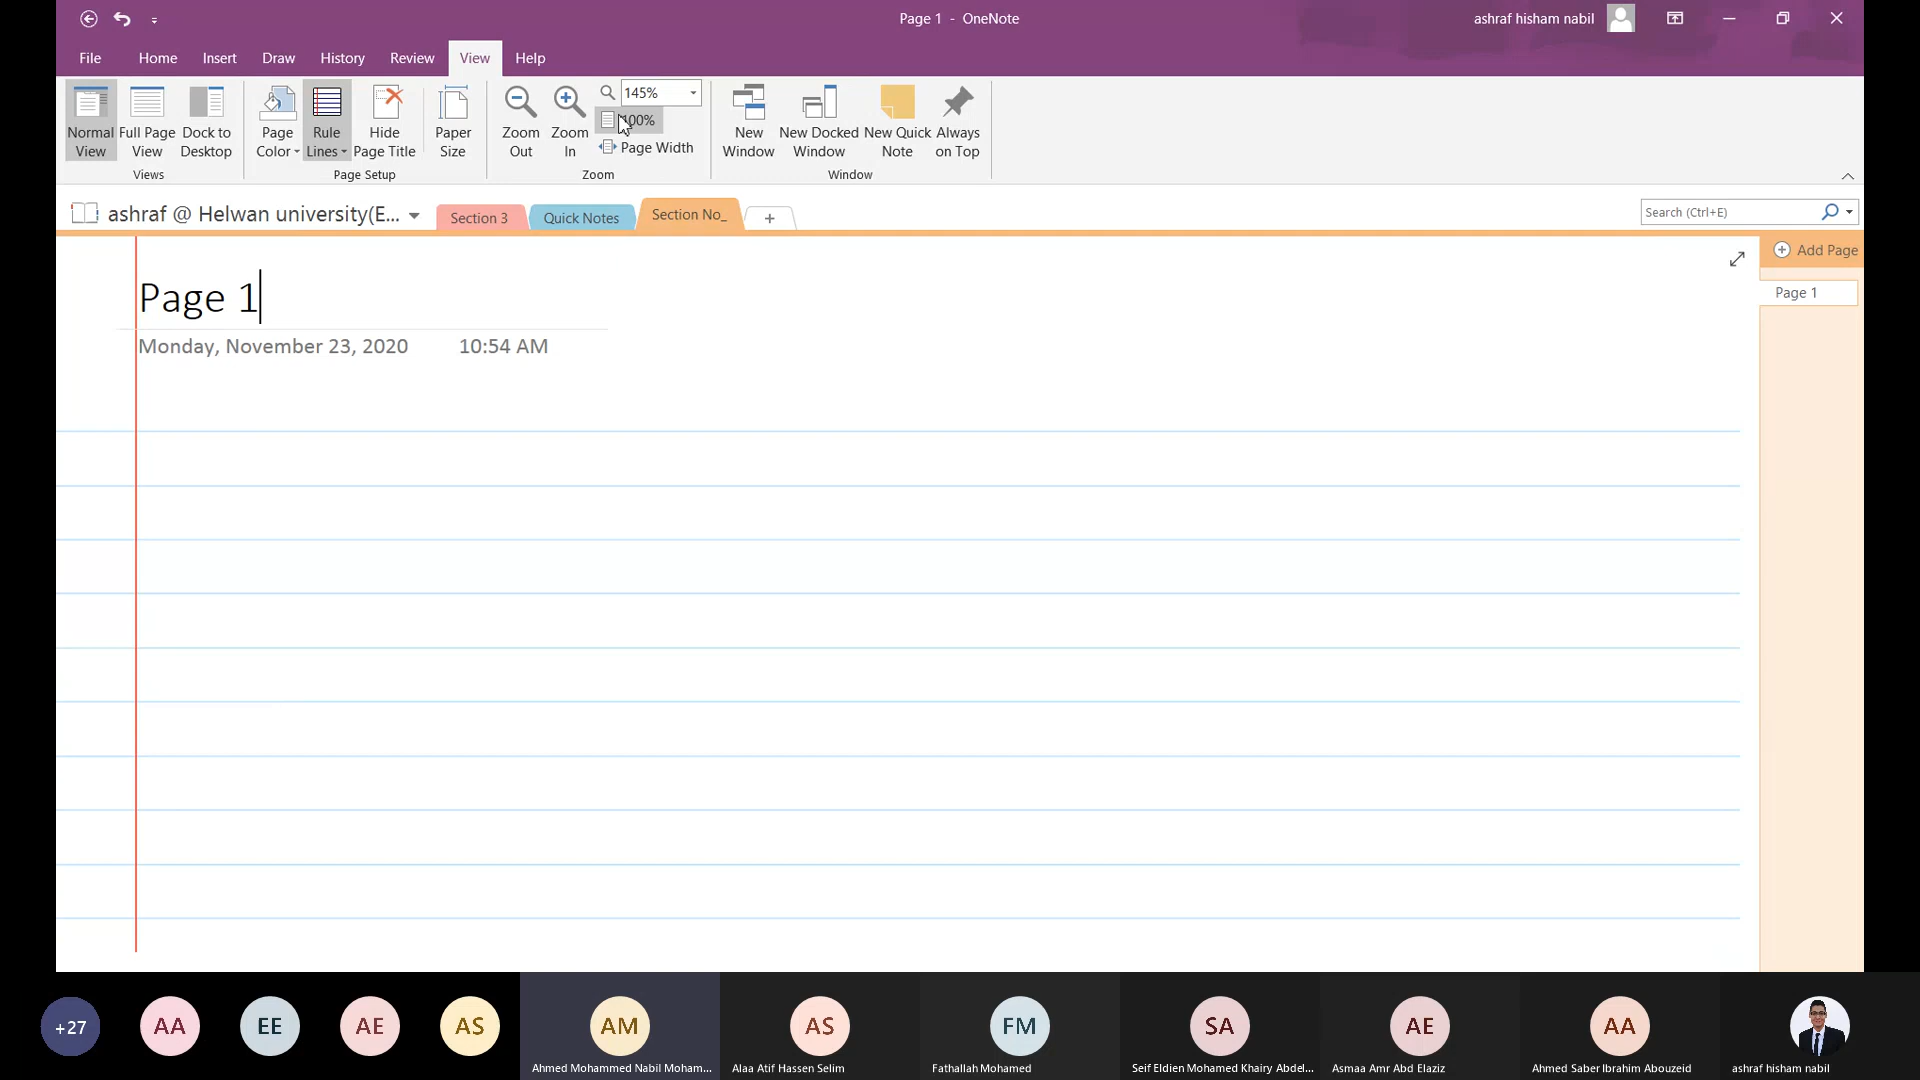 Page 1 - OneNote
ashraf hisham nabil
File Home Insert Draw History Review View Help
Normal View
Full Page View
Dock to Desktop
Views
Page Color
Rule Lines
Hide Page Title
Paper Size
Page Setup
Zoom Out
Zoom In
145%
100%
Page Width
Zoom
New Window
New Docked Window
New Quick Note
Always on Top
Window
ashraf @ Helwan university(E...
Section 3
Quick Notes
Section No_
Search (Ctrl+E)
Add Page
Page 1
Page 1
Monday, November 23, 2020 10:54 AM
+27
AA
EE
AE
AS
AM
Ahmed Mohammed Nabil Moham...
AS
Alaa Atif Hassen Selim
FM
Fathallah Mohamed
SA
Seif Eldien Mohamed Khairy Abdel...
AE
Asmaa Amr Abd Elaziz
AA
Ahmed Saber Ibrahim Abouzeid
ashraf hisham nabil